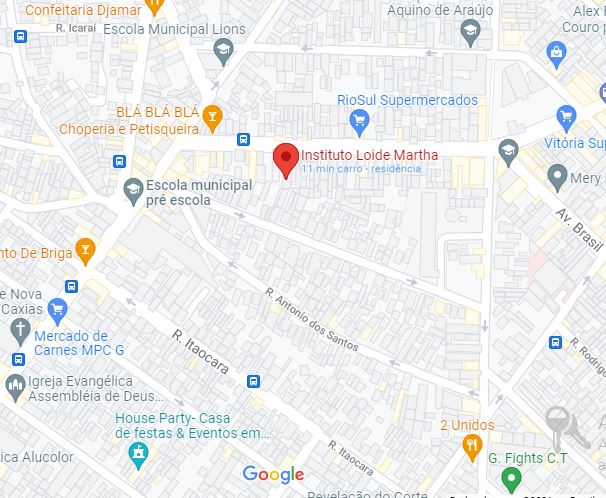 Confeitaria Djamar
Aquino de Araújo
Alex
Couro p
R. Icaraí
Escola Municipal Lions
RioSul Supermercados
BLÁ BLÁ BLÁ
Choperia e Petisqueira
Vitória Sup
Instituto Loide Martha
11 min carro - residência
Mery
Escola municipal
pré escola
Av. Brasil
nto De Briga
R. Antonio dos Santos
e Nova
Caxias
Mercado de
Carnes MPC G
R. Itaocara
R. Rodrig
Igreja Evangélica
Assembléia de Deus...
House Party- Casa
de festas & Eventos em...
2 Unidos
R. Itaocara
ica Alucolor
G. Fights C.T
Google
Revelação do Corte